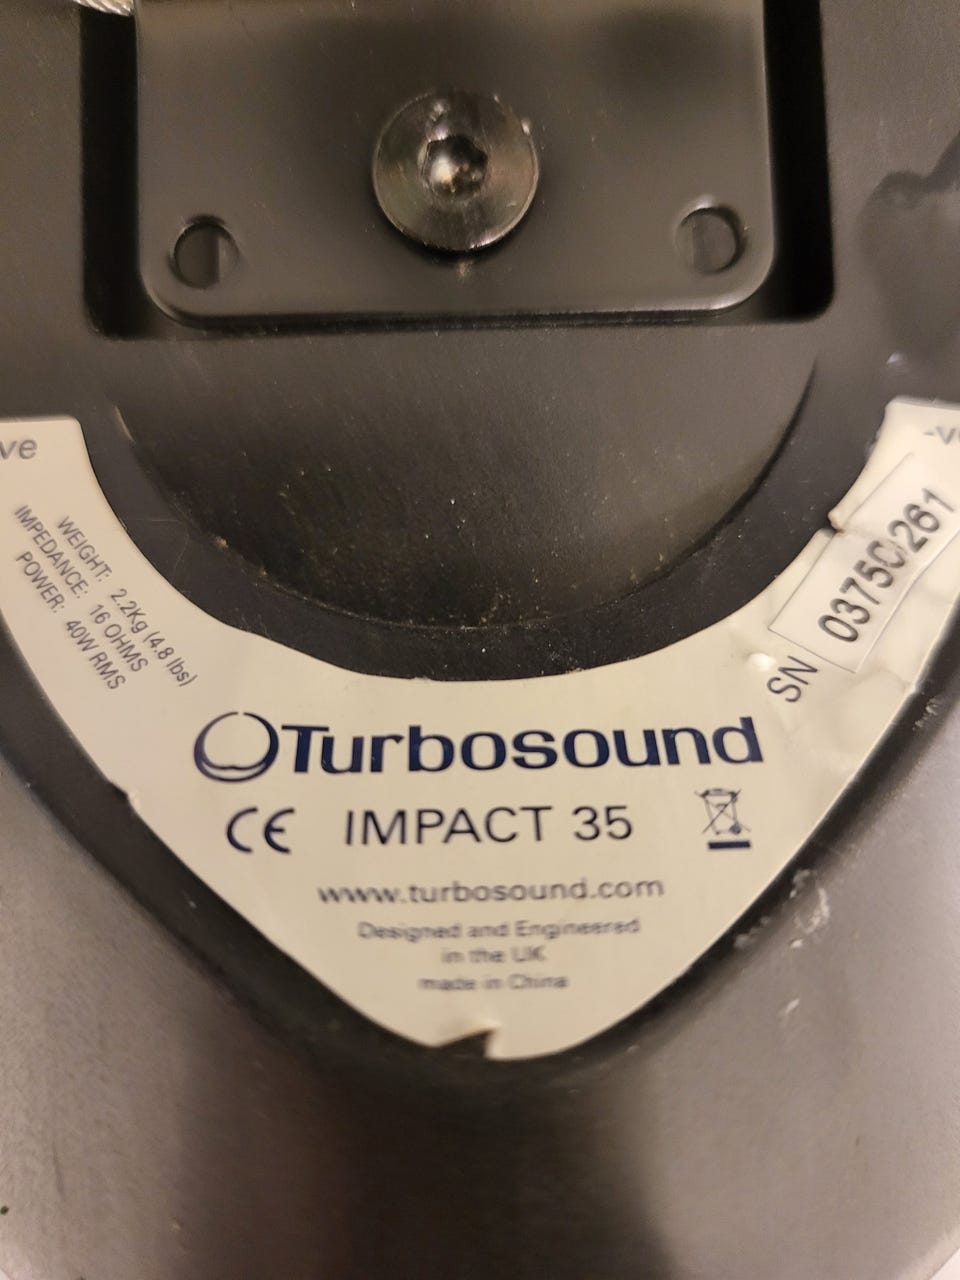 ve
-ve
WEIGHT: 2.2Kg (4.8 lbs)
IMPEDANCE: 16 OHMS
POWER: 40W RMS
SN
Turbosound
CE IMPACT 35
www.turbosound.com
Designed and Engineered
in the UK
made in China